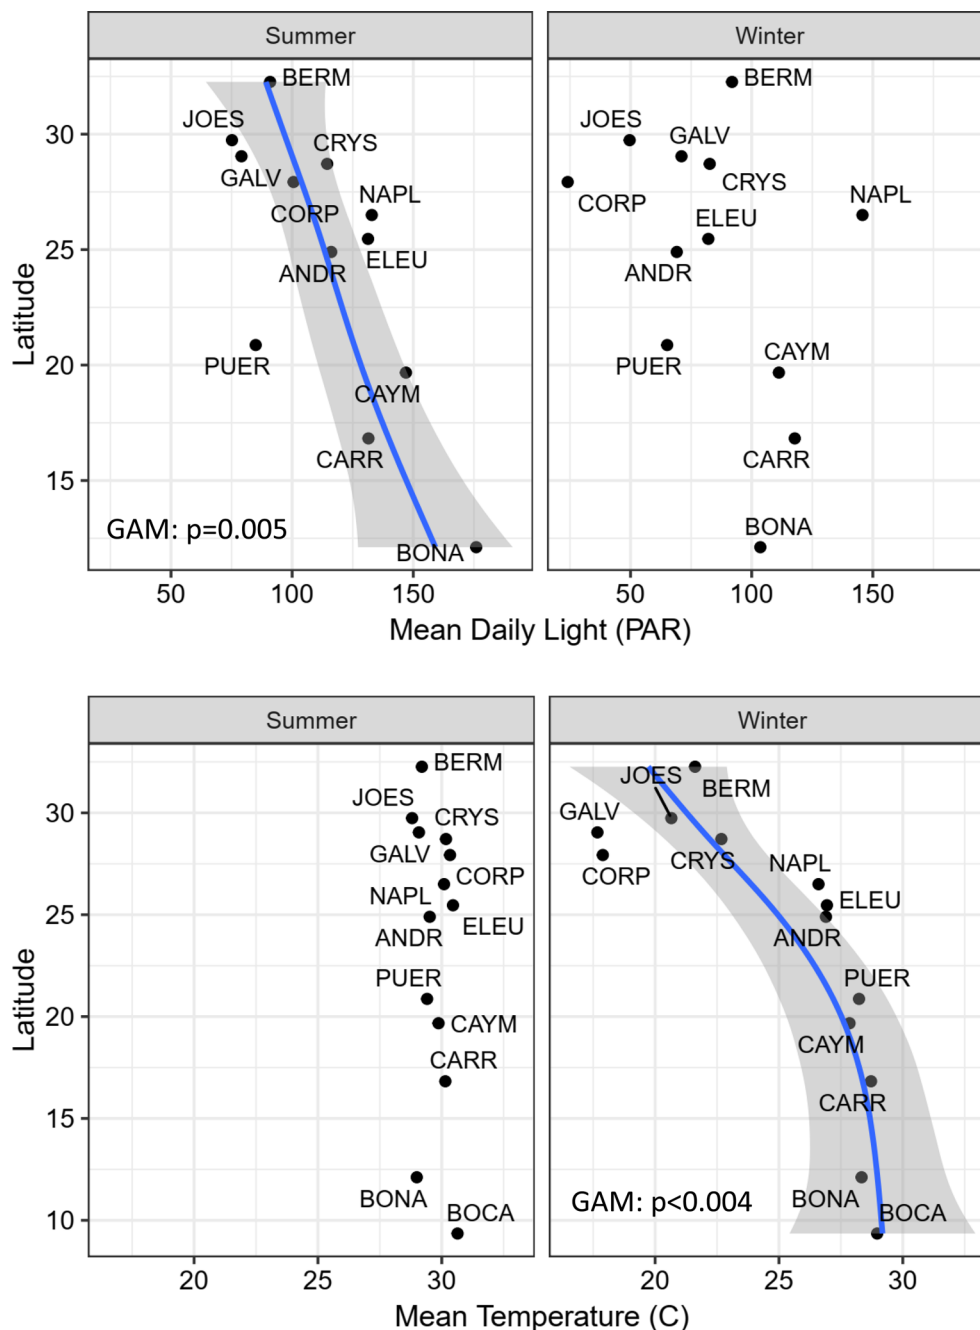 Summer
Winter
BERM
JOES
CRYS
GALV
CORP
NAPL
ELEU
ANDR
PUER
CAYM
CARR
BONA
GAM: p=0.005
BERM
JOES
GALV
CRYS
CORP
NAPL
ELEU
ANDR
PUER
CAYM
CARR
BONA
Latitude
30
25
20
15
50
100
150
50
100
150
Mean Daily Light (PAR)
Summer
Winter
BERM
JOES
CRYS
GALV
CORP
NAPL
ELEU
ANDR
PUER
CAYM
CARR
BONA
BOCA
JOES
BERM
GALV
CRYS
CORP
NAPL
ELEU
ANDR
PUER
CAYM
CARR
BONA
BOCA
GAM: p<0.004
Latitude
30
25
20
15
10
20
25
30
20
25
30
Mean Temperature (C)